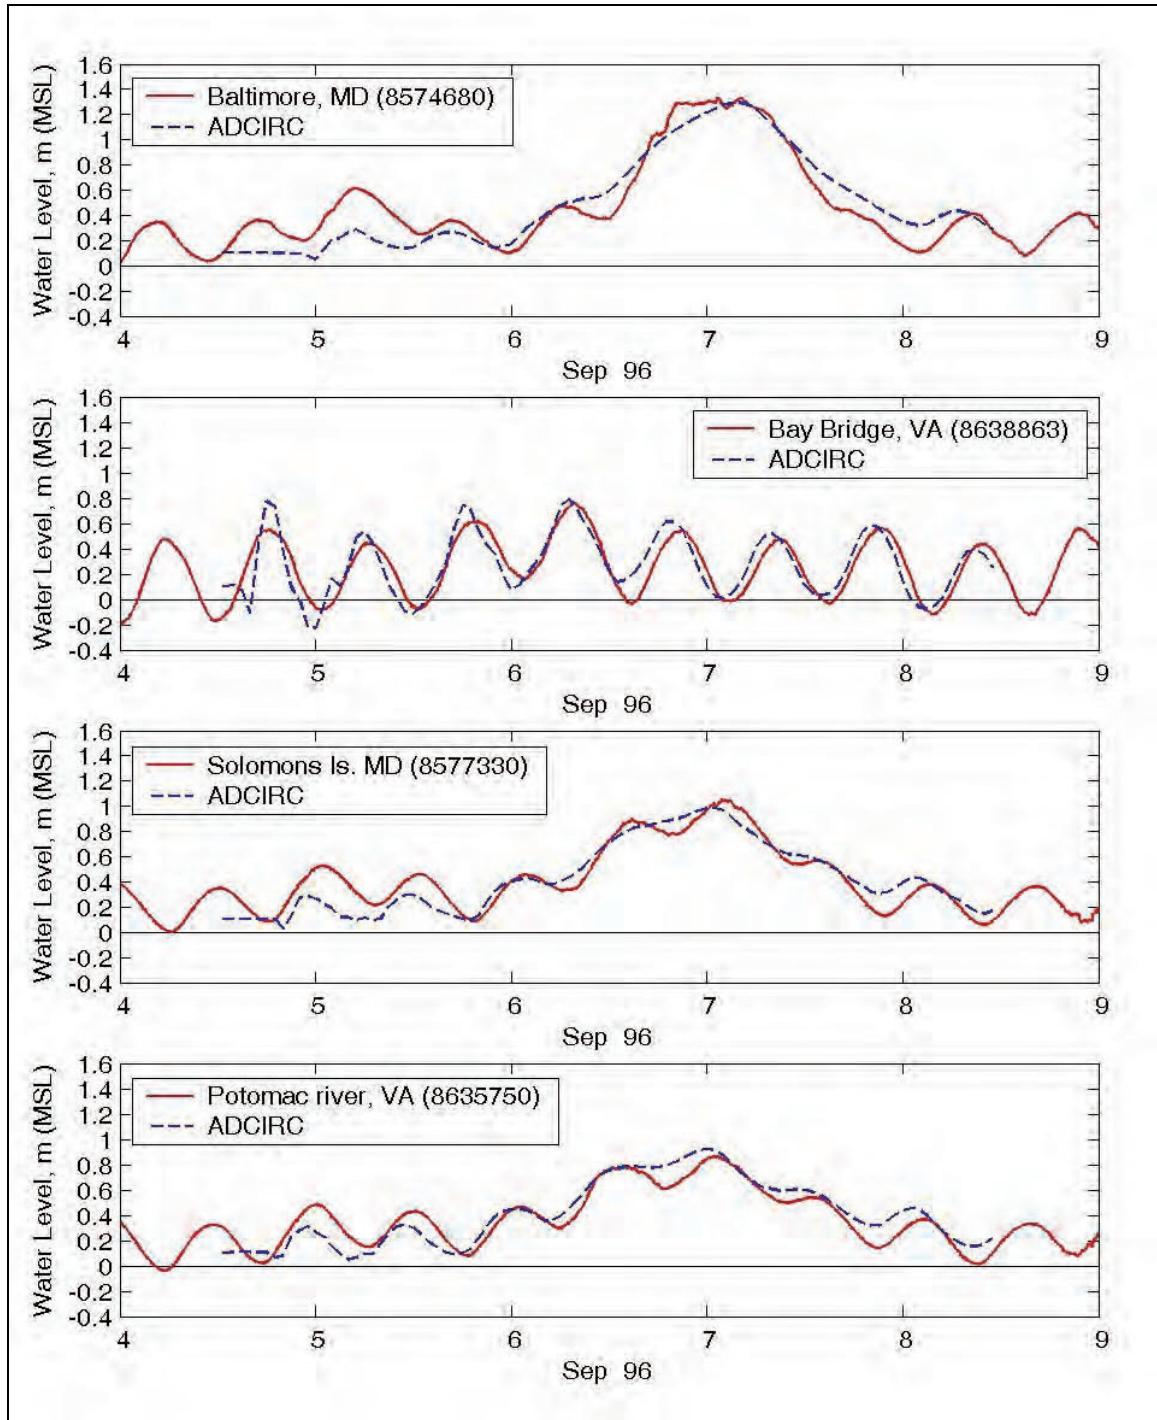 Water Level, m (MSL)
1.6
1.4
1.2
1
0.8
0.6
0.4
0.2
0
-0.2
-0.4
Baltimore, MD (8574680)
ADCIRC
4 5 6 7 8 9
Sep 96
Water Level, m (MSL)
1.6
1.4
1.2
1
0.8
0.6
0.4
0.2
0
-0.2
-0.4
Bay Bridge, VA (8638863)
ADCIRC
4 5 6 7 8 9
Sep 96
Water Level, m (MSL)
1.6
1.4
1.2
1
0.8
0.6
0.4
0.2
0
-0.2
-0.4
Solomons Is. MD (8577330)
ADCIRC
4 5 6 7 8 9
Sep 96
Water Level, m (MSL)
1.6
1.4
1.2
1
0.8
0.6
0.4
0.2
0
-0.2
-0.4
Potomac river, VA (8635750)
ADCIRC
4 5 6 7 8 9
Sep 96